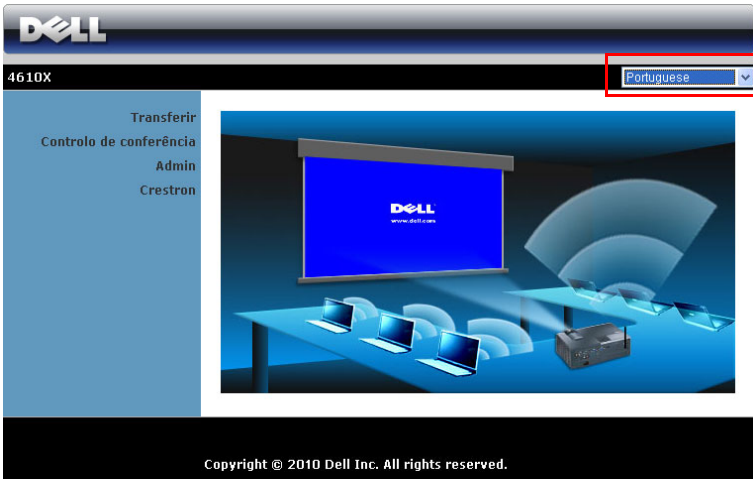 DELL
4610X
Portuguese
Transferir
Controlo de conferência
Admin
Crestron
DELL
www.dell.com
Copyright © 2010 Dell Inc. All rights reserved.